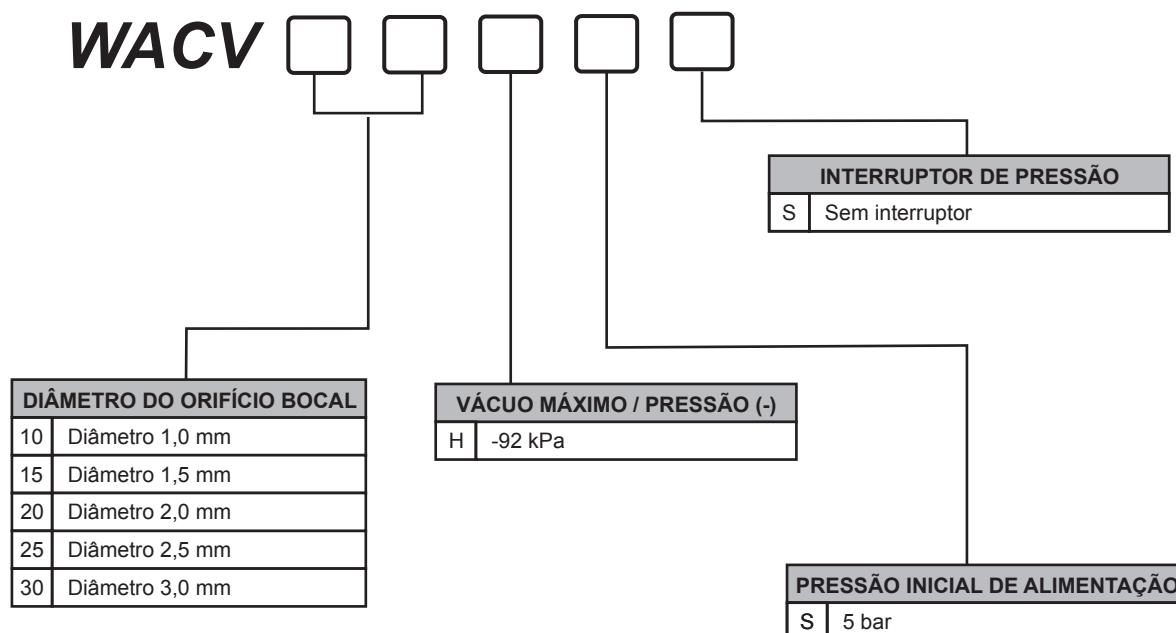 WACV
INTERRUPTOR DE PRESSÃO
S Sem interruptor
DIÂMETRO DO ORIFÍCIO BOCAL
10 Diâmetro 1,0 mm
15 Diâmetro 1,5 mm
20 Diâmetro 2,0 mm
25 Diâmetro 2,5 mm
30 Diâmetro 3,0 mm
VÁCUO MÁXIMO / PRESSÃO (-)
H -92 kPa
PRESSÃO INICIAL DE ALIMENTAÇÃO
S 5 bar